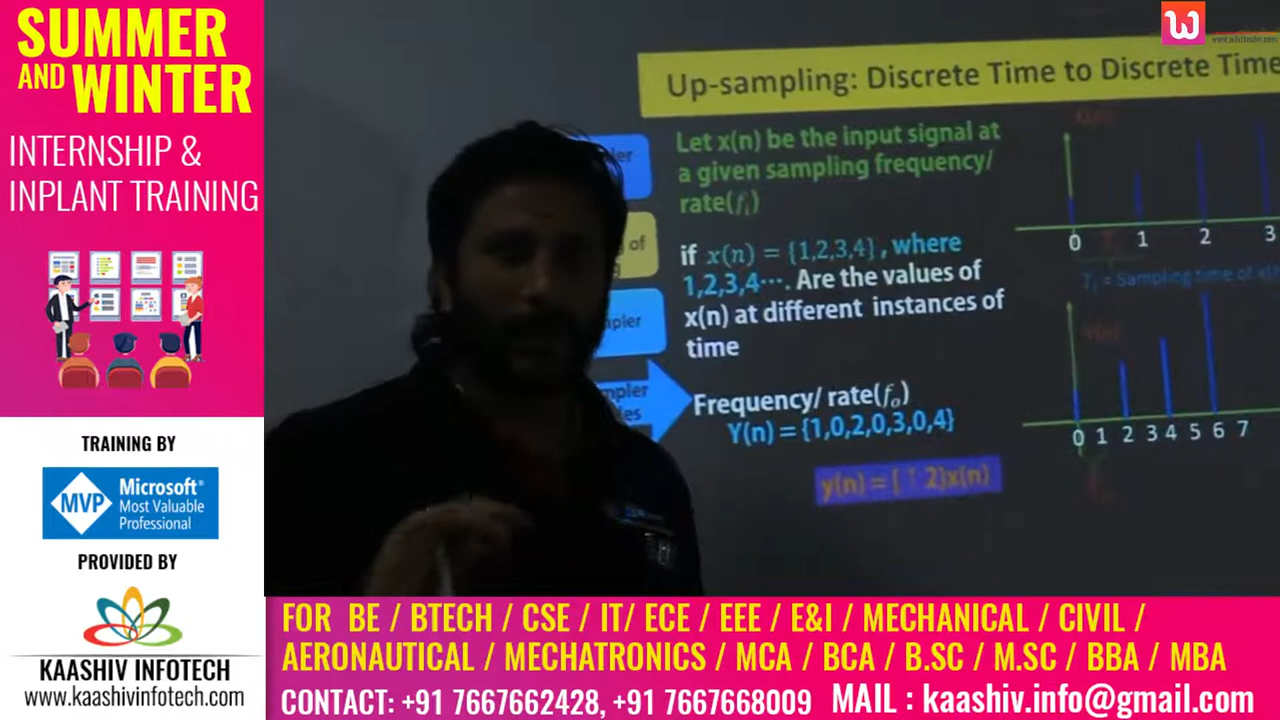 SUMMER
AND WINTER
INTERNSHIP &
INPLANT TRAINING
TRAINING BY
MVP
Microsoft®
Most Valuable
Professional
PROVIDED BY
KAASHIV INFOTECH
www.kaashivinfotech.com
Up-sampling: Discrete Time to Discrete Time
Let x(n) be the input signal at
a given sampling frequency/
rate(fᵢ)
if x(n) = {1,2,3,4} , where
1,2,3,4⋯. Are the values of
x(n) at different instances of
time
Frequency/ rate(fₒ)
Y(n) = {1,0,2,0,3,0,4}
y(n) = [ ↑ 2]x(n)
of
0 1 2 3
= Sampling time of
0 1 2 3 4 5 6 7
FOR BE / BTECH / CSE / IT/ ECE / EEE / E&I / MECHANICAL / CIVIL /
AERONAUTICAL / MECHATRONICS / MCA / BCA / B.SC / M.SC / BBA / MBA
CONTACT: +91 7667662428, +91 7667668009 MAIL : kaashiv.info@gmail.com